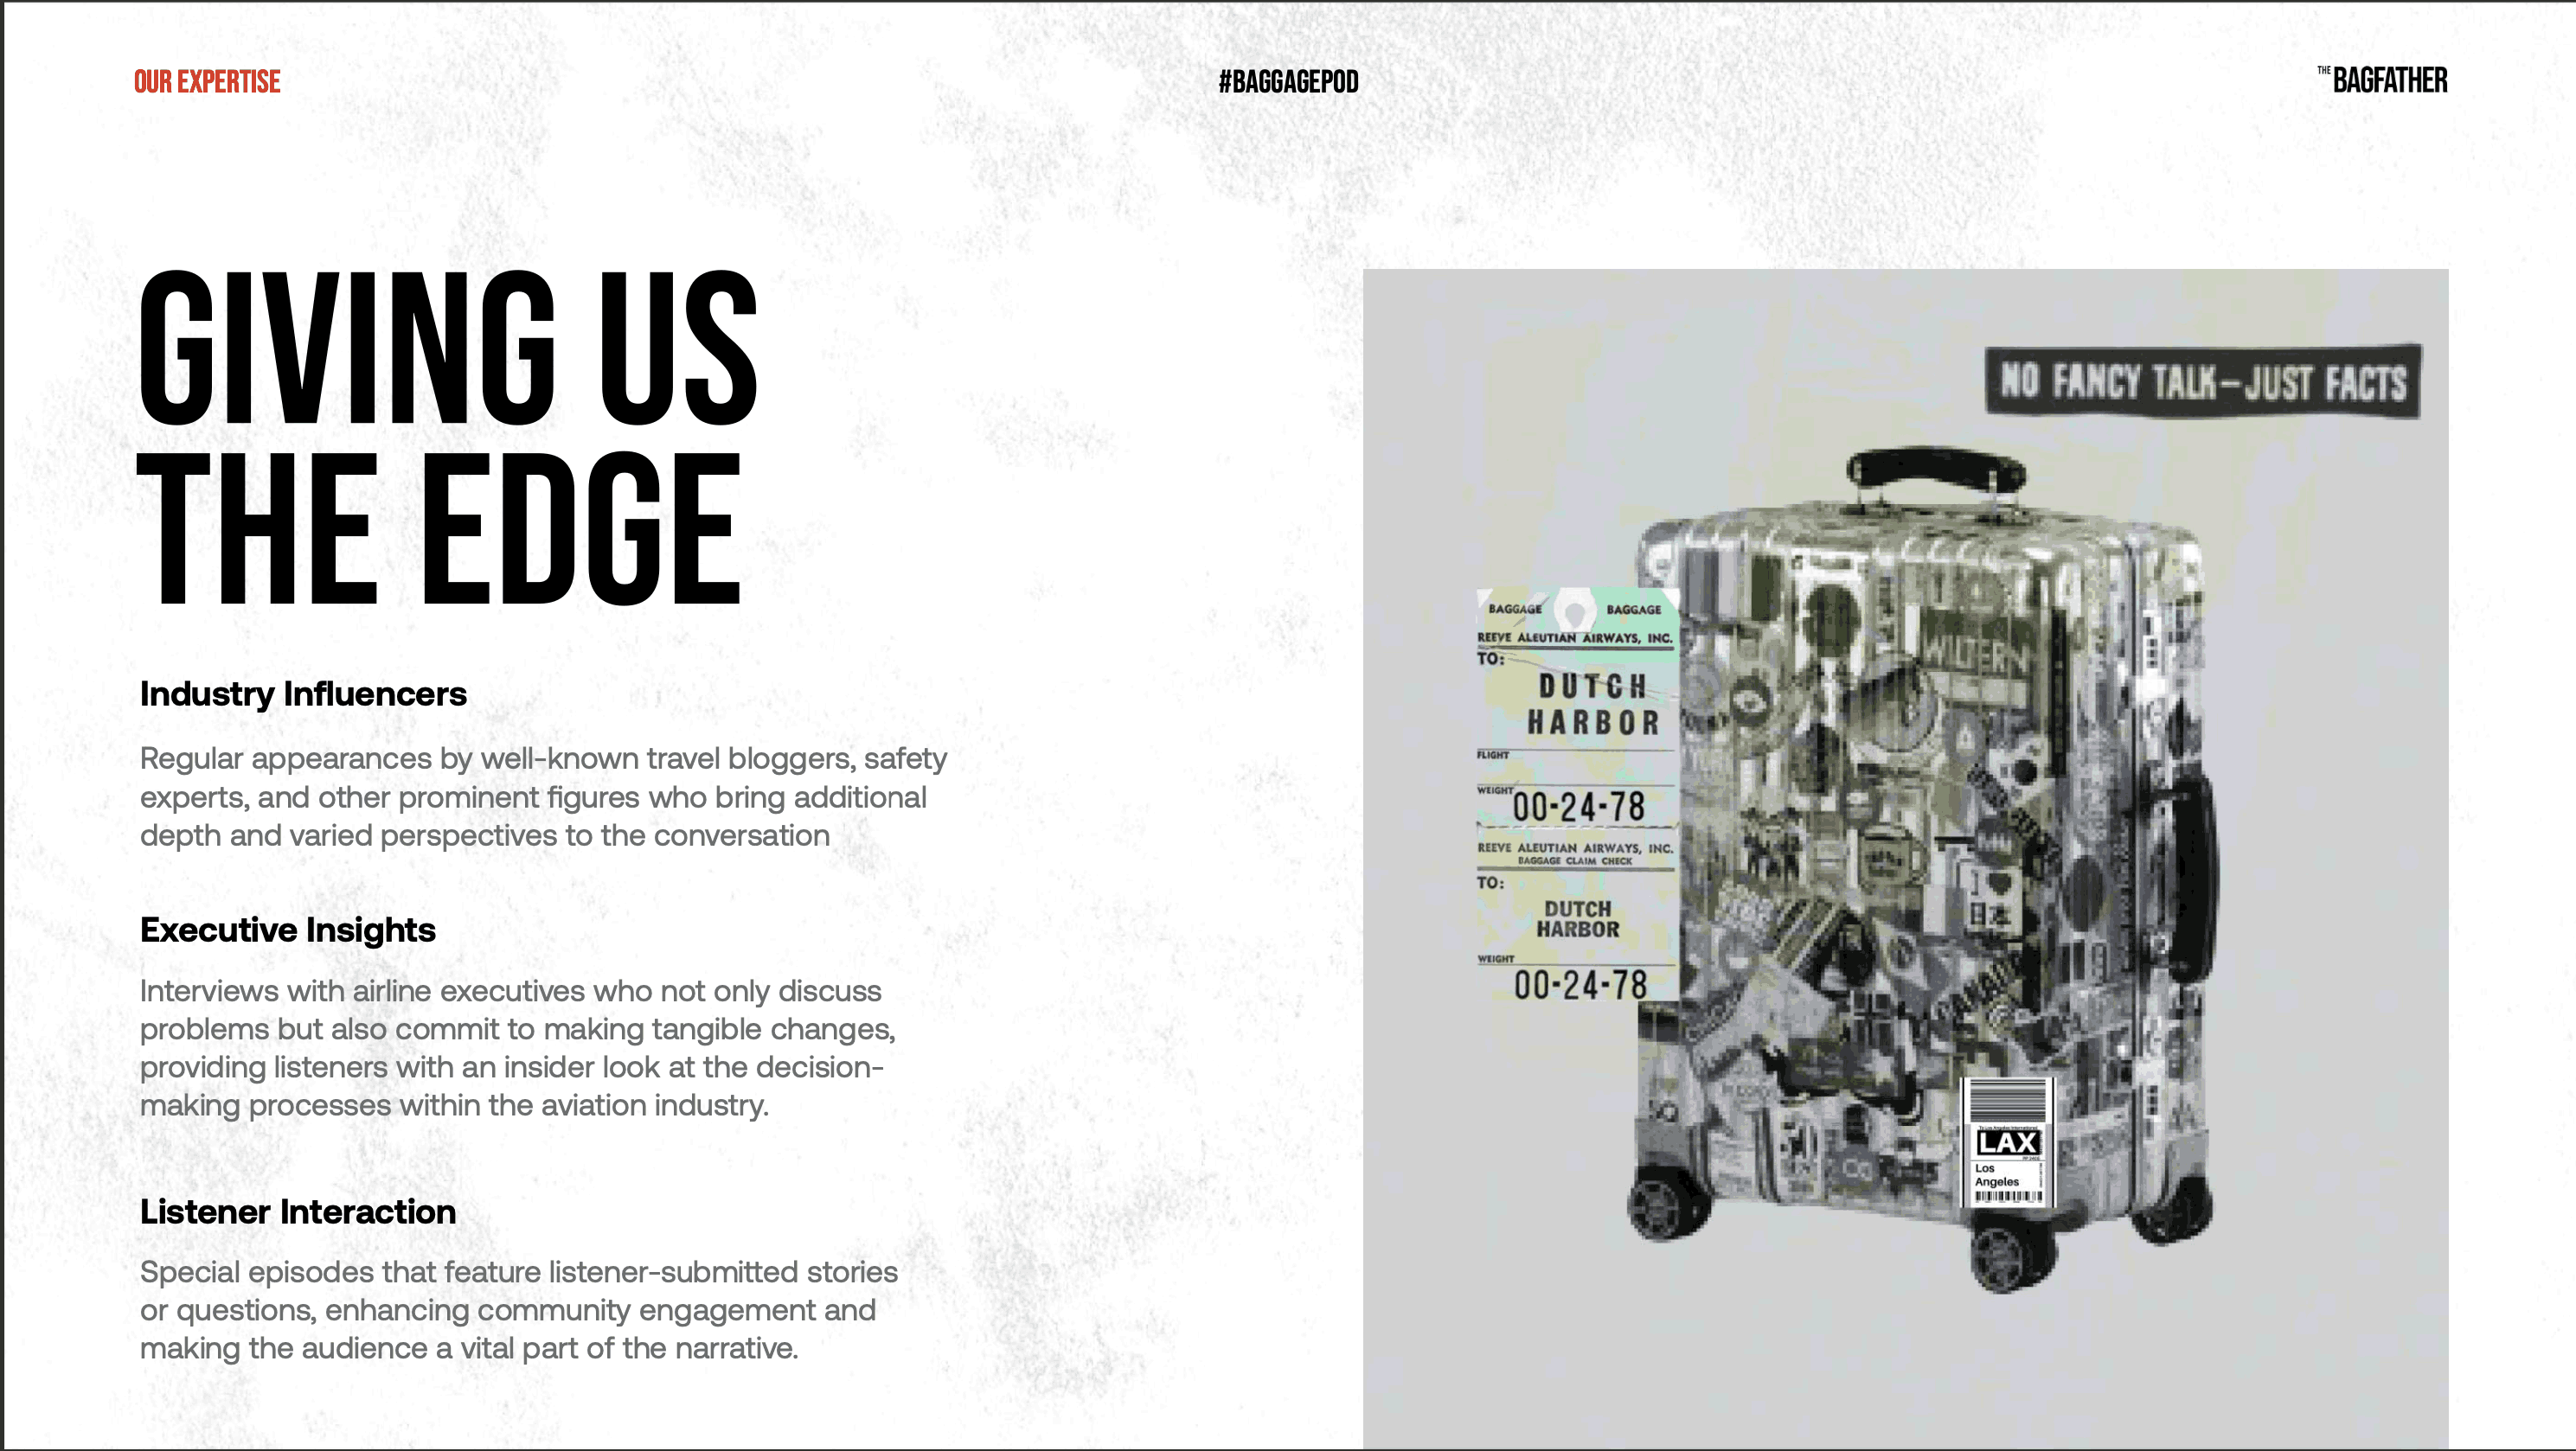 OUR EXPERTISE
#BAGGAGEPOD
THE BAGFATHER
GIVING US
THE EDGE
Industry Influencers
Regular appearances by well-known travel bloggers, safety
experts, and other prominent figures who bring additional
depth and varied perspectives to the conversation
Executive Insights
Interviews with airline executives who not only discuss
problems but also commit to making tangible changes,
providing listeners with an insider look at the decision-
making processes within the aviation industry.
Listener Interaction
Special episodes that feature listener-submitted stories
or questions, enhancing community engagement and
making the audience a vital part of the narrative.
NO FANCY TALK—JUST FACTS
BAGGAGE BAGGAGE
REEVE ALEUTIAN AIRWAYS, INC.
TO:
DUTCH
HARBOR
FLIGHT
WEIGHT
00-24-78
REEVE ALEUTIAN AIRWAYS, INC.
BAGGAGE CLAIM CHECK
TO:
DUTCH
HARBOR
WEIGHT
00-24-78
WILTERN
I ♥
日本
LAX
Los
Angeles